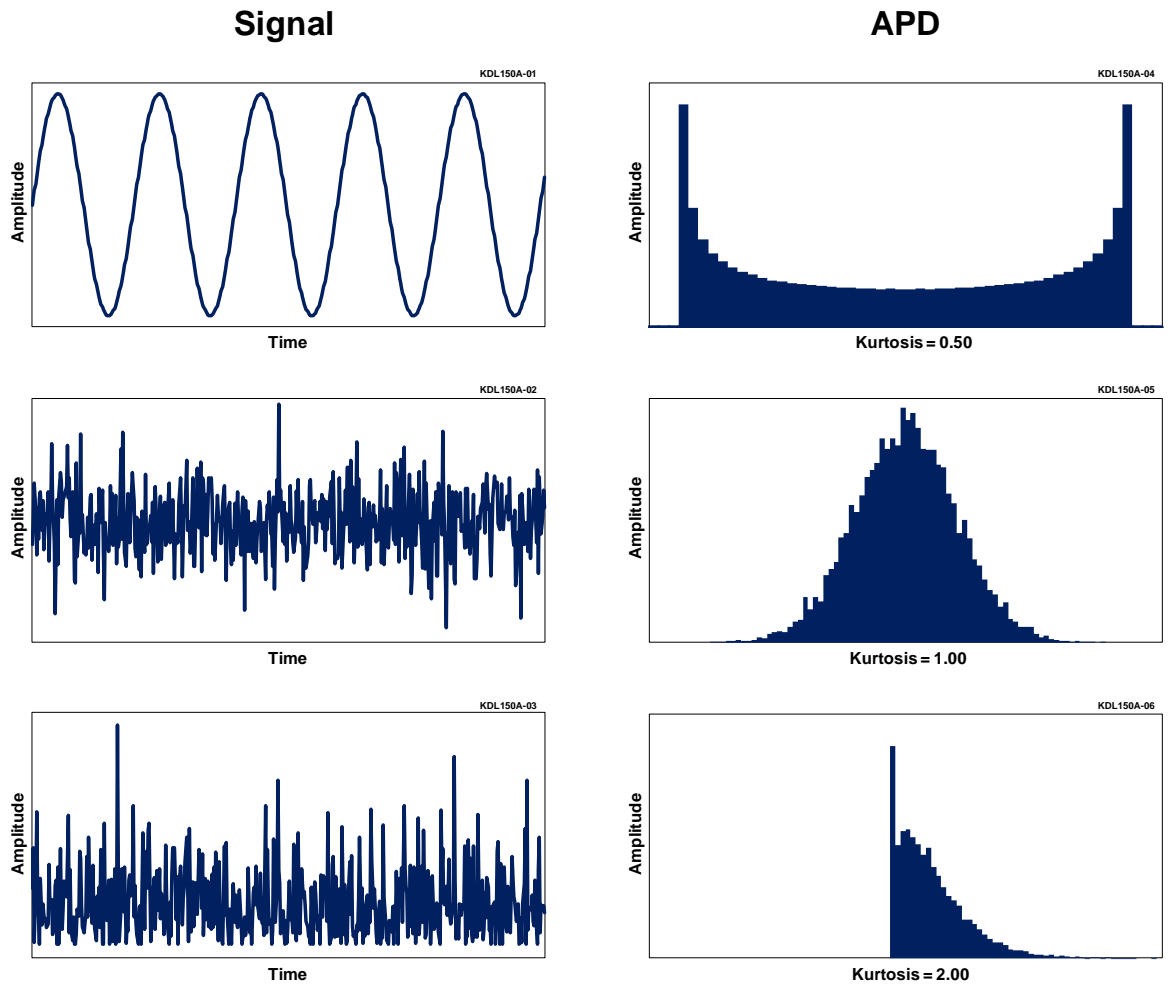 Signal
APD
KDL150A-01
Amplitude
Time
KDL150A-04
Amplitude
Kurtosis = 0.50
KDL150A-02
Amplitude
Time
KDL150A-05
Amplitude
Kurtosis = 1.00
KDL150A-03
Amplitude
Time
KDL150A-06
Amplitude
Kurtosis = 2.00